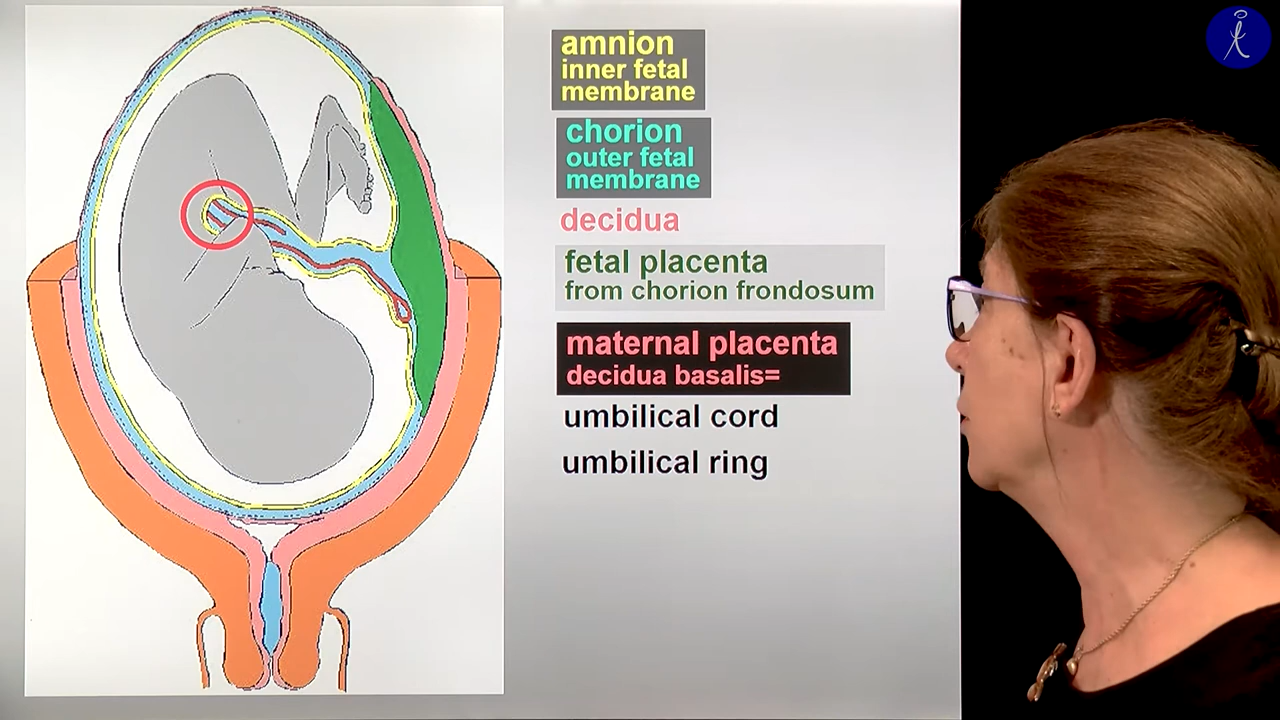 amnion
inner fetal
membrane
chorion
outer fetal
membrane
decidua
fetal placenta
from chorion frondosum
maternal placenta
decidua basalis=
umbilical cord
umbilical ring